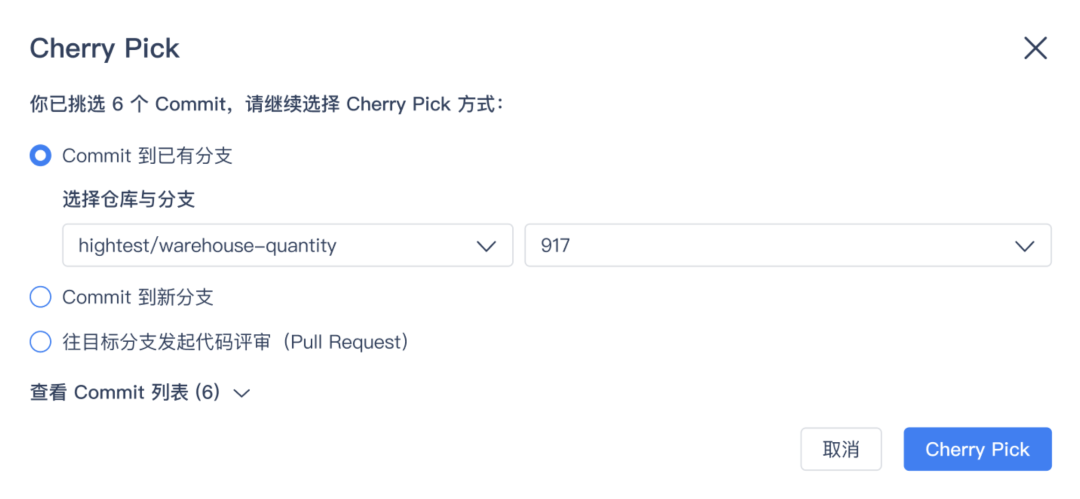 Cherry Pick
你已挑选 6 个 Commit，请继续选择 Cherry Pick 方式：
Commit 到已有分支
选择仓库与分支
hightest/warehouse-quantity
917
Commit 到新分支
往目标分支发起代码评审（Pull Request）
查看 Commit 列表 (6)
取消
Cherry Pick